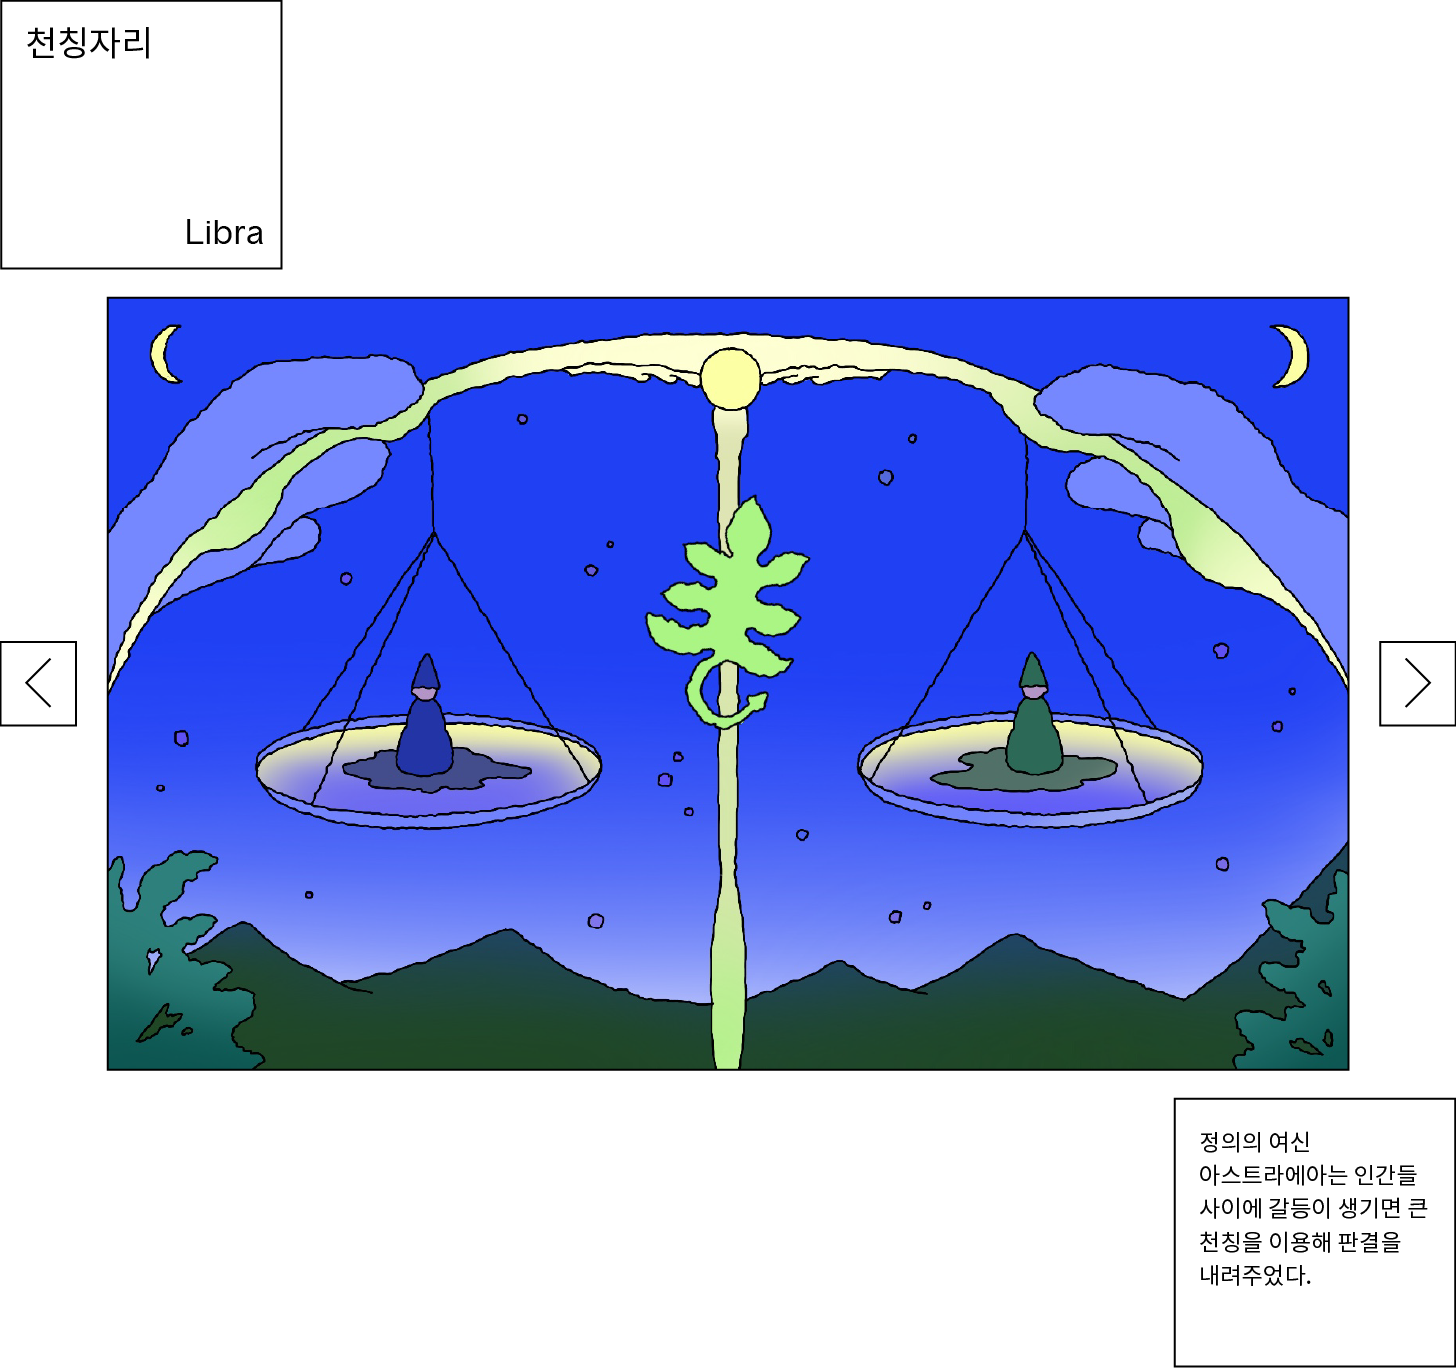 천칭자리
Libra
정의의 여신
아스트라에아는 인간들
사이에 갈등이 생기면 큰
천칭을 이용해 판결을
내려주었다.